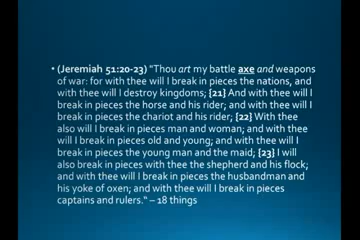 • (Jeremiah 51:20-23) "Thou art my battle axe and weapons
of war: for with thee will I break in pieces the nations, and
with thee will I destroy kingdoms; {21} And with thee will I
break in pieces the horse and his rider; and with thee will I
break in pieces the chariot and his rider; {22} With thee
also will I break in pieces man and woman; and with thee
will I break in pieces old and young; and with thee will I
break in pieces the young man and the maid; {23} I will
also break in pieces with thee the shepherd and his flock;
and with thee will I break in pieces the husbandman and
his yoke of oxen; and with thee will I break in pieces
captains and rulers." – 18 things